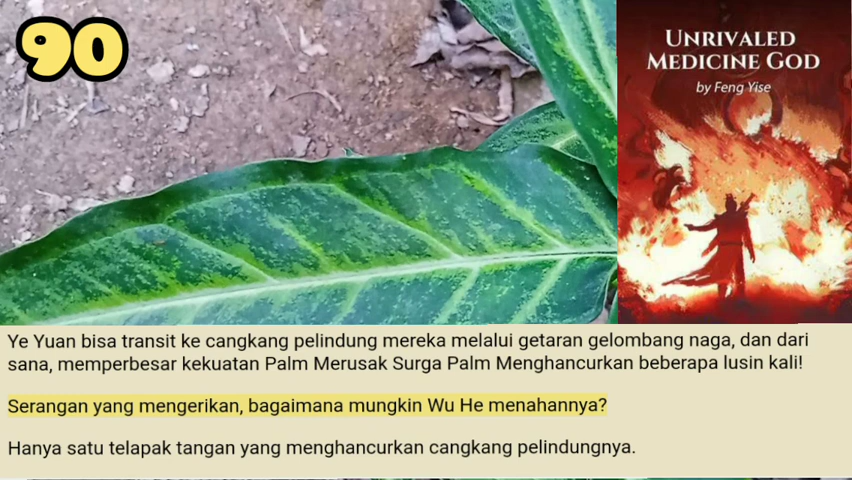 90
UNRIVALED
MEDICINE GOD
by Feng Yise
Ye Yuan bisa transit ke cangkang pelindung mereka melalui getaran gelombang naga, dan dari
sana, memperbesar kekuatan Palm Merusak Surga Palm Menghancurkan beberapa lusin kali!
Serangan yang mengerikan, bagaimana mungkin Wu He menahannya?
Hanya satu telapak tangan yang menghancurkan cangkang pelindungnya.